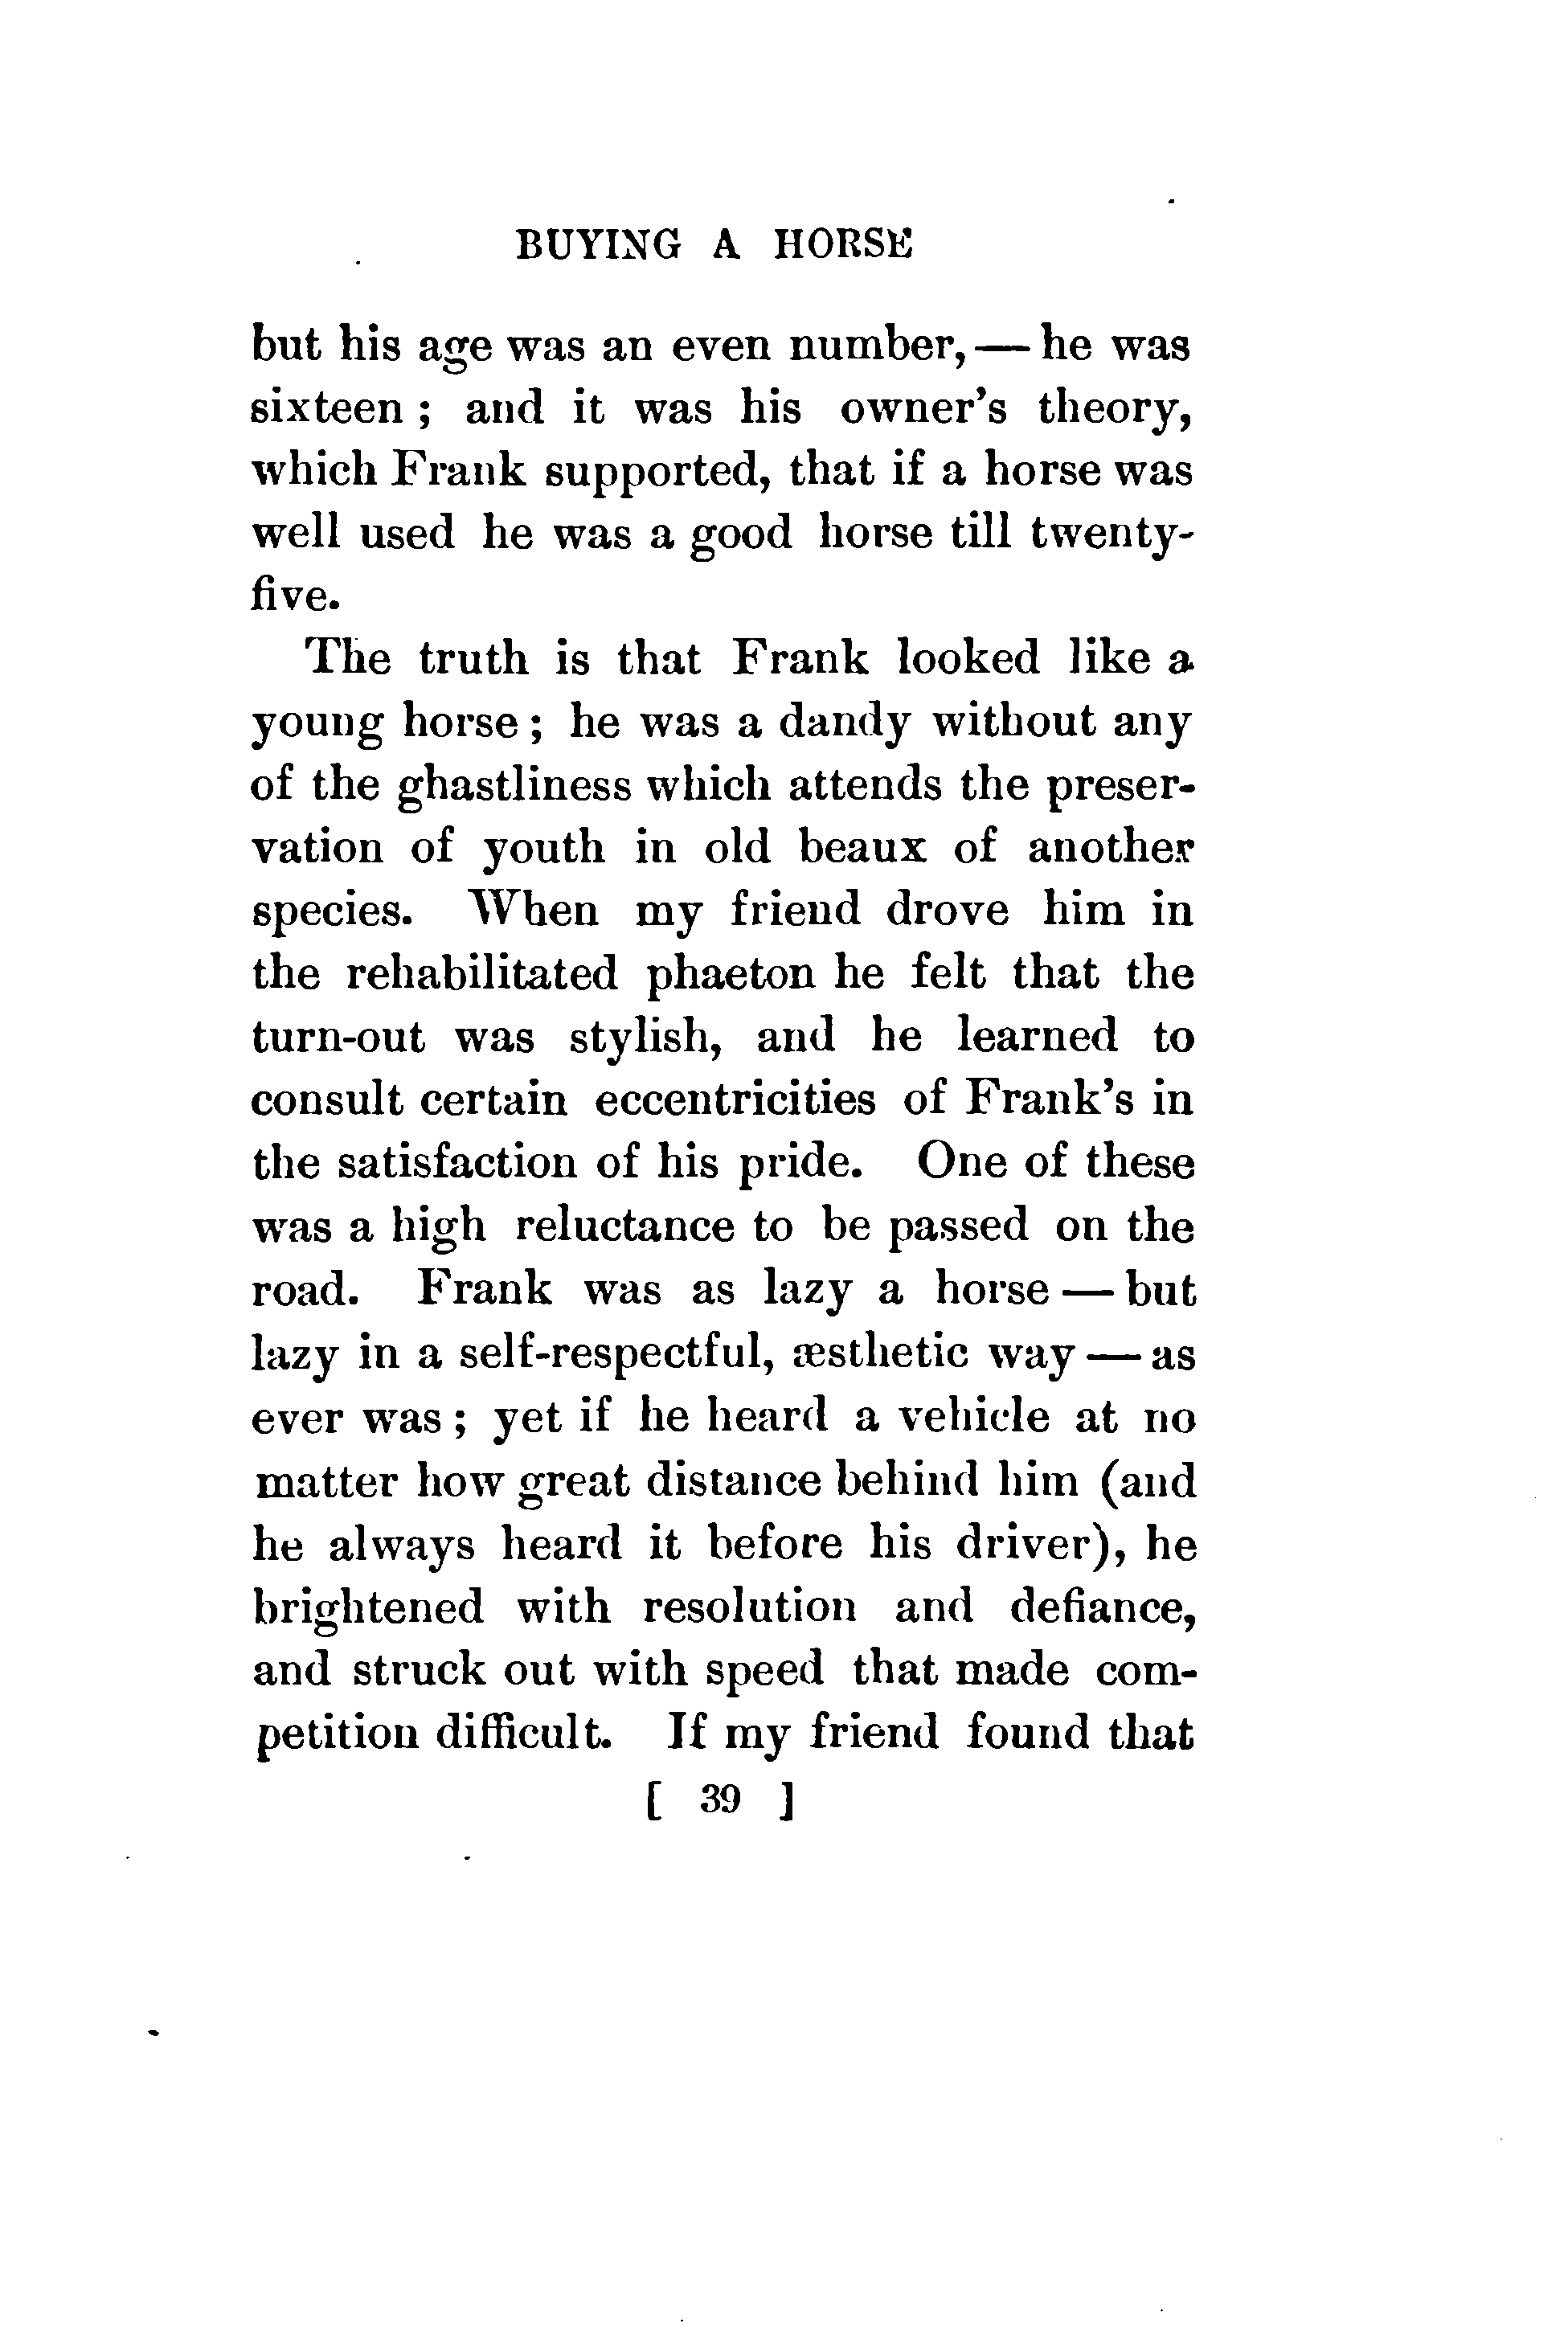 BUYING A HORSE
but his age was an even number,— he was
sixteen ; and it was his owner's theory,
which Frank supported, that if a horse was
well used he was a good horse till twenty-
five.
The truth is that Frank looked like a
young horse ; he was a dandy without any
of the ghastliness which attends the preser-
vation of youth in old beaux of another
species. When my friend drove him in
the rehabilitated phaeton he felt that the
turn-out was stylish, and he learned to
consult certain eccentricities of Frank's in
the satisfaction of his pride. One of these
was a high reluctance to be passed on the
road. Frank was as lazy a horse — but
lazy in a self-respectful, æsthetic way — as
ever was ; yet if he heard a vehicle at no
matter how great distance behind him (and
he always heard it before his driver), he
brightened with resolution and defiance,
and struck out with speed that made com-
petition difficult. If my friend found that
[ 39 ]